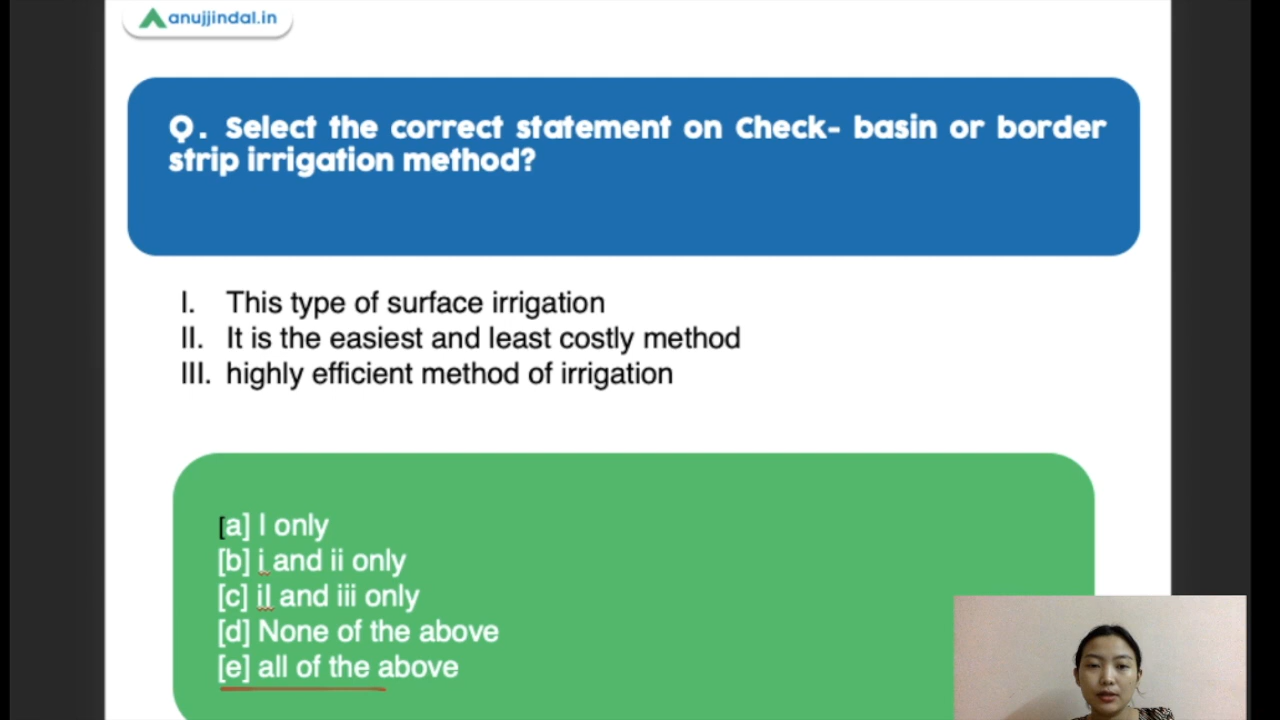 anujjindal.in
Q. Select the correct statement on Check- basin or border
strip irrigation method?
I. This type of surface irrigation
II. It is the easiest and least costly method
III. highly efficient method of irrigation
[a] I only
[b] i and ii only
[c] iI and iii only
[d] None of the above
[e] all of the above